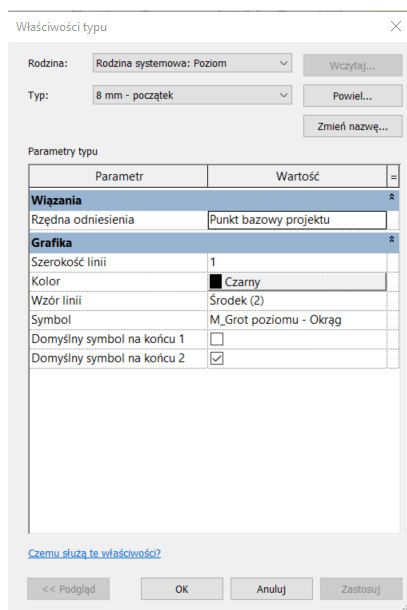 Właściwości typu
Rodzina: Rodzina systemowa: Poziom Wczytaj...
Typ: 8 mm - początek Powiel...
Zmień nazwę...
Parametry typu
Parametr Wartość =
Wiązania
Rzędna odniesienia Punkt bazowy projektu
Grafika
Szerokość linii 1
Kolor Czarny
Wzór linii Środek (2)
Symbol M_Grot poziomu - Okrąg
Domyślny symbol na końcu 1
Domyślny symbol na końcu 2
Czemu służą te właściwości?
<< Podgląd OK Anuluj Zastosuj